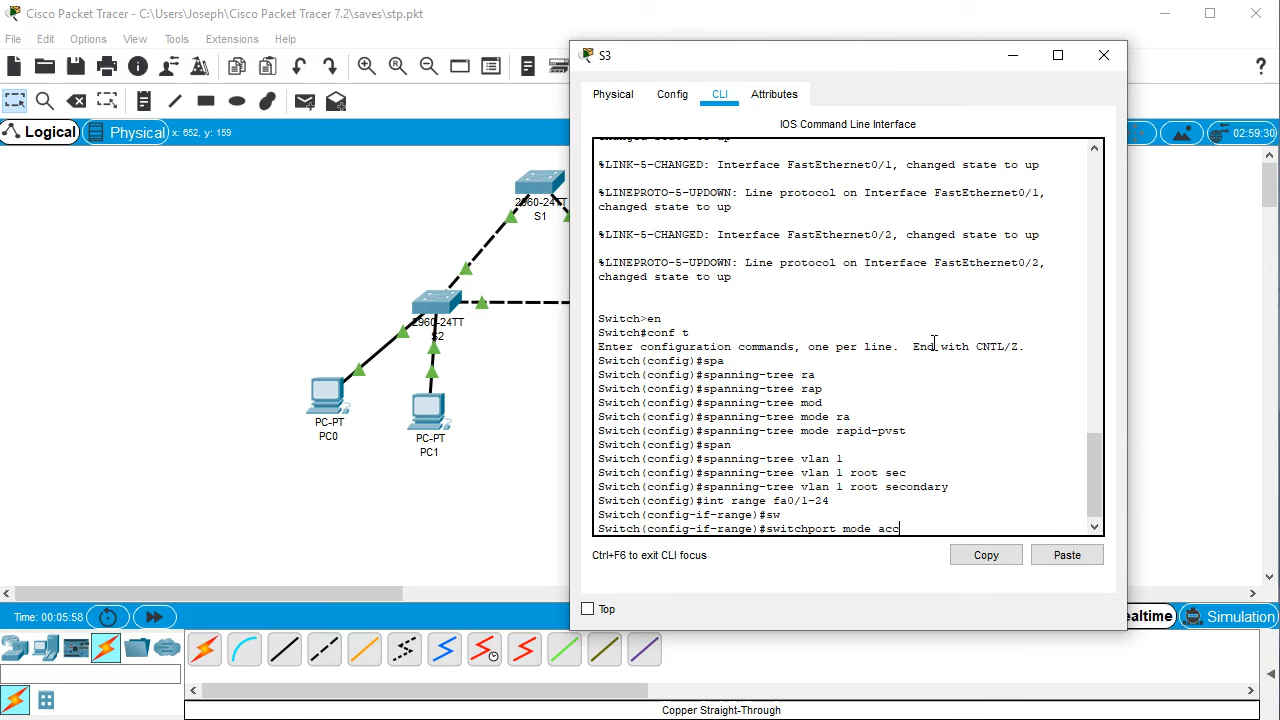 Cisco Packet Tracer - C:\Users\Joseph\Cisco Packet Tracer 7.2\saves\stp.pkt
File Edit Options View Tools Extensions Help
Logical
Physical
x: 652, y: 159
02:59:30
2960-24TT
S1
2960-24TT
S2
PC-PT
PC0
PC-PT
PC1
S3
Physical Config CLI Attributes
IOS Command Line Interface
changed state to up
%LINK-5-CHANGED: Interface FastEthernet0/1, changed state to up
%LINEPROTO-5-UPDOWN: Line protocol on Interface FastEthernet0/1,
changed state to up
%LINK-5-CHANGED: Interface FastEthernet0/2, changed state to up
%LINEPROTO-5-UPDOWN: Line protocol on Interface FastEthernet0/2,
changed state to up
Switch>en
Switch#conf t
Enter configuration commands, one per line. End with CNTL/Z.
Switch(config)#spa
Switch(config)#spanning-tree ra
Switch(config)#spanning-tree rap
Switch(config)#spanning-tree mod
Switch(config)#spanning-tree mode ra
Switch(config)#spanning-tree mode rapid-pvst
Switch(config)#span
Switch(config)#spanning-tree vlan 1
Switch(config)#spanning-tree vlan 1 root sec
Switch(config)#spanning-tree vlan 1 root secondary
Switch(config)#int range fa0/1-24
Switch(config-if-range)#sw
Switch(config-if-range)#switchport mode acc
Ctrl+F6 to exit CLI focus
Copy
Paste
Top
Time: 00:05:58
ealtime
Simulation
Copper Straight-Through